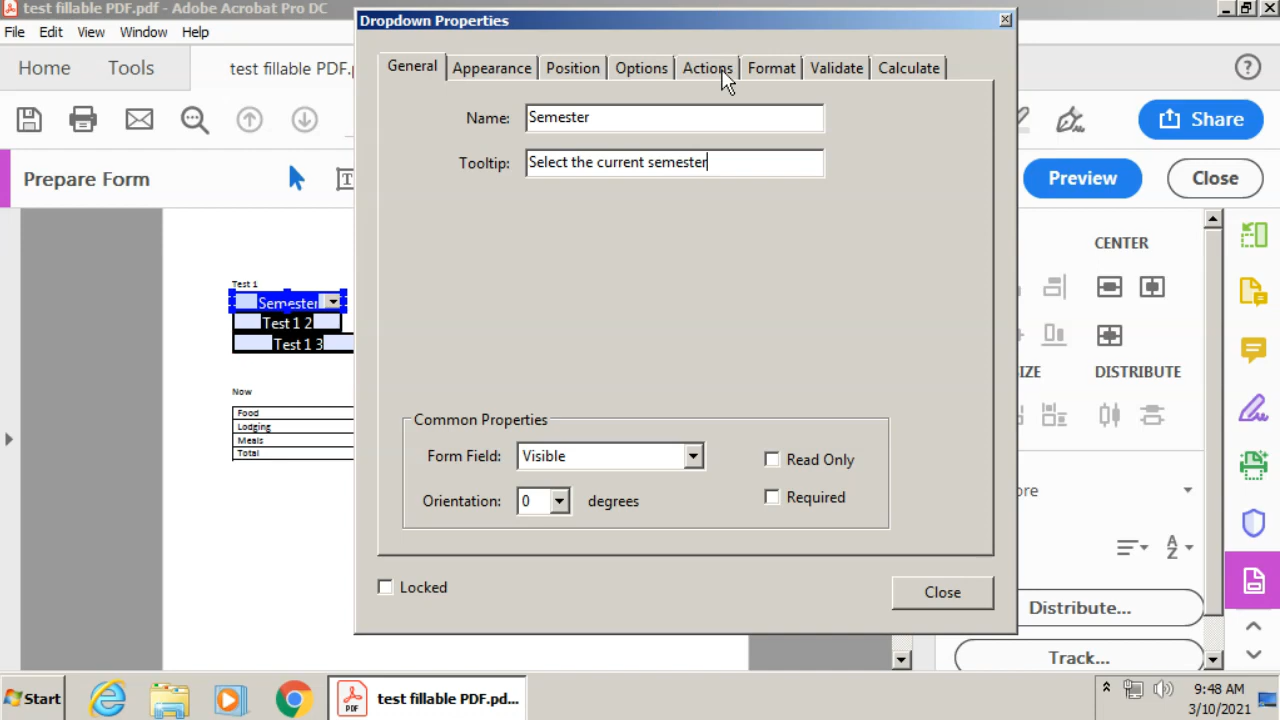 test fillable PDF.pdf - Adobe Acrobat Pro DC
File Edit View Window Help
Home Tools test fillable PDF.p
Share
Prepare Form
Preview Close
Dropdown Properties
General Appearance Position Options Actions Format Validate Calculate
Name: Semester
Tooltip: Select the current semester
Common Properties
Form Field: Visible
Read Only
Orientation: 0 degrees
Required
Locked
Close
Test 1
Semester
Test 1 2
Test 1 3
Now
Food
Lodging
Meals
Total
CENTER
IZE DISTRIBUTE
ore
Distribute...
Track...
Start
PDF
test fillable PDF.pd...
9:48 AM
3/10/2021